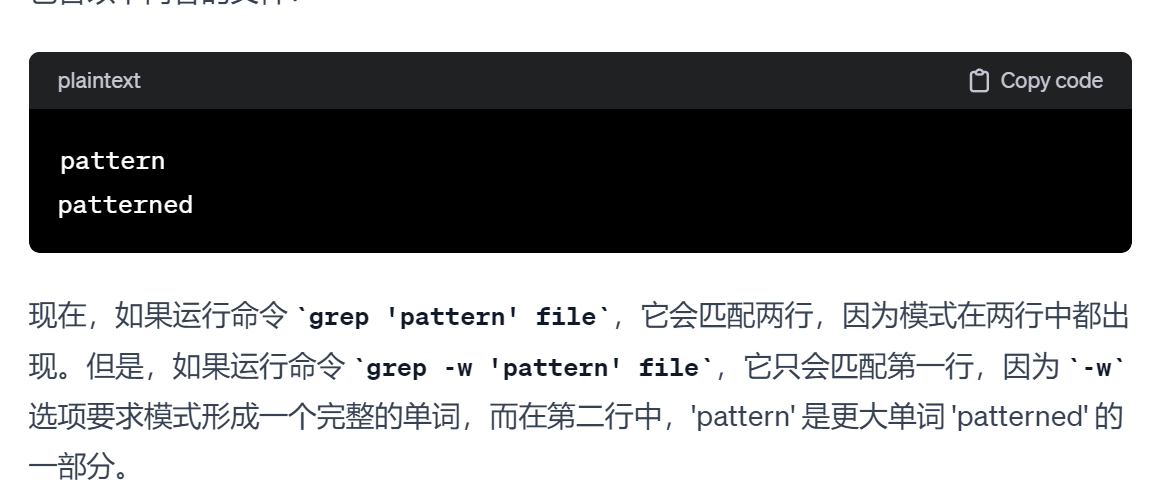 plaintext
Copy code
pattern
patterned
现在，如果运行命令 `grep 'pattern' file`，它会匹配两行，因为模式在两行中都出
现。但是，如果运行命令 `grep -w 'pattern' file`，它只会匹配第一行，因为 `-w`
选项要求模式形成一个完整的单词，而在第二行中，'pattern' 是更大单词 'patterned' 的
一部分。